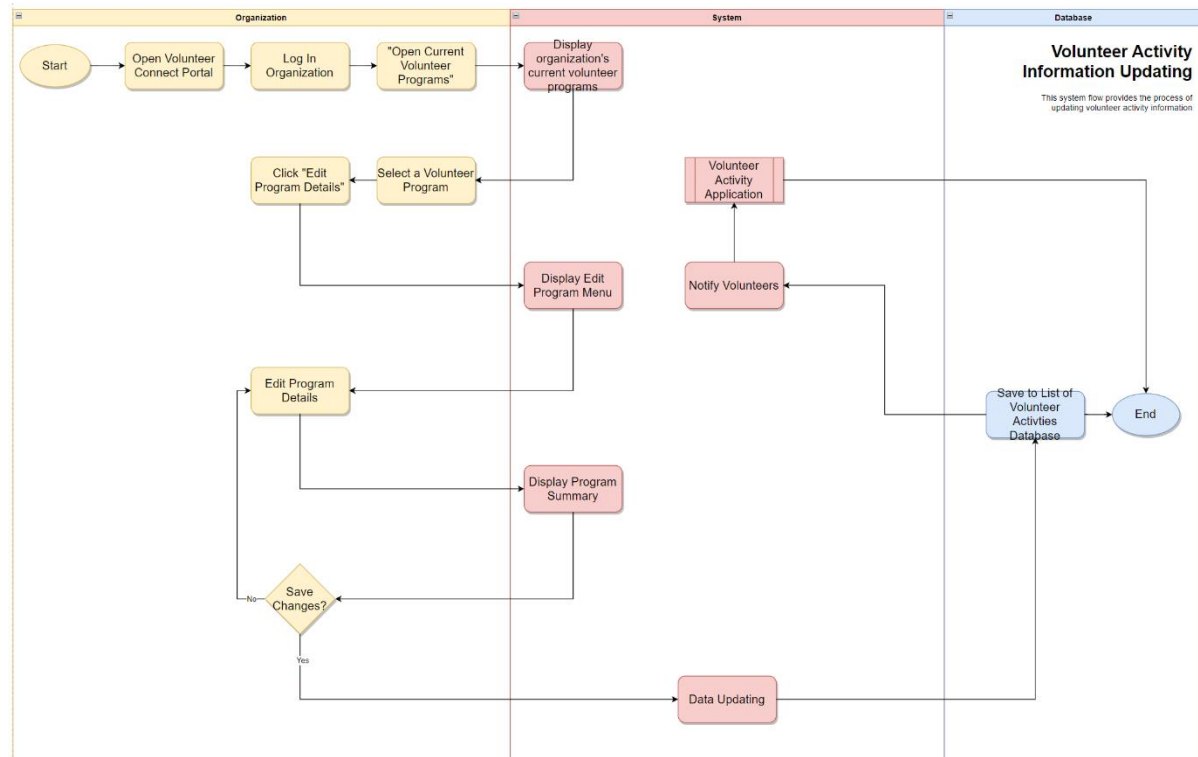 Organization
System
Database
Volunteer Activity
Information Updating
This system flow provides the process of
updating volunteer activity information
Start
Open Volunteer
Connect Portal
Log In
Organization
"Open Current
Volunteer
Programs"
Display
organization's
current volunteer
programs
Click "Edit
Program Details"
Select a Volunteer
Program
Volunteer
Activity
Application
Display Edit
Program Menu
Notify Volunteers
Edit Program
Details
Save to List of
Volunteer
Activties
Database
End
Display Program
Summary
Save
Changes?
No
Yes
Data Updating